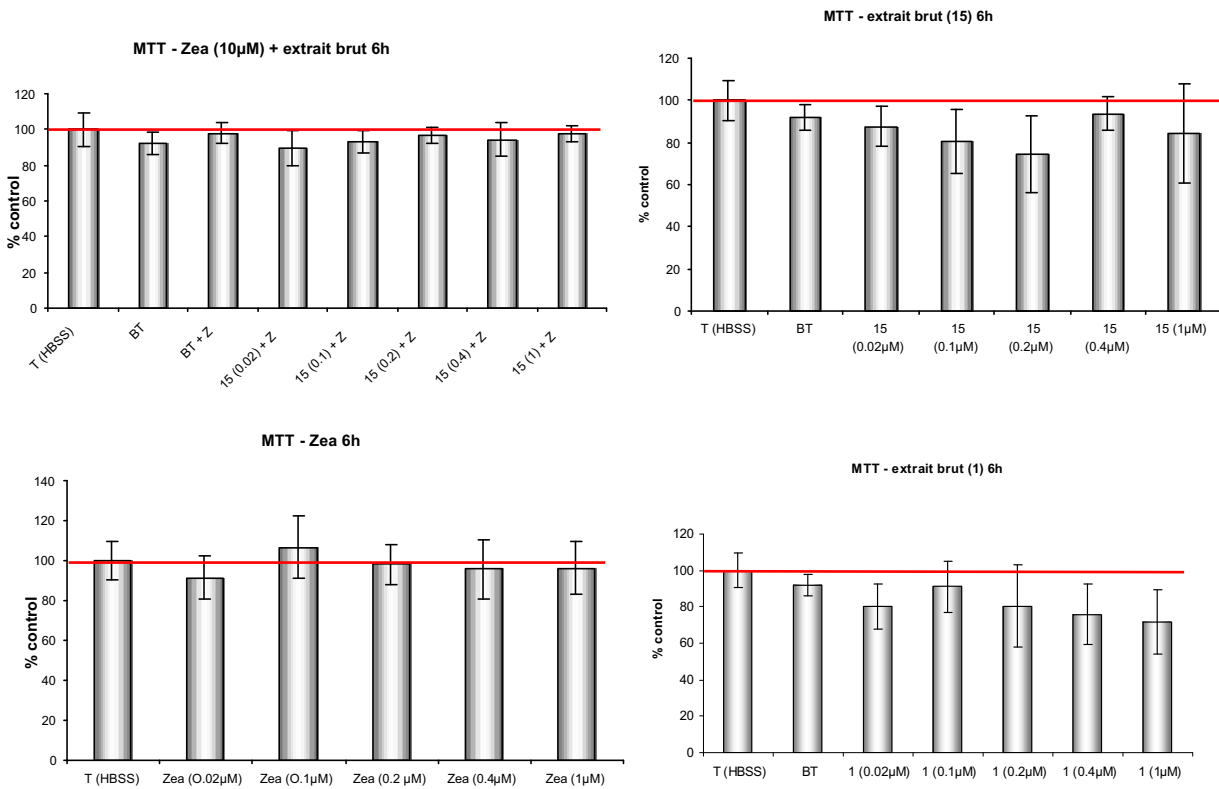 MTT - Zea (10µM) + extrait brut 6h
% control
120
100
80
60
40
20
0
T (HBSS)
BT
BT + Z
15 (0.02) + Z
15 (0.1) + Z
15 (0.2) + Z
15 (0.4) + Z
15 (1) + Z
MTT - extrait brut (15) 6h
% control
120
100
80
60
40
20
0
T (HBSS) BT 15 15 15 15 15 (1µM)
(0.02µM) (0.1µM) (0.2µM) (0.4µM)
MTT - Zea 6h
% control
140
120
100
80
60
40
20
0
T (HBSS) Zea (O.02µM) Zea (O.1µM) Zea (0.2 µM) Zea (0.4µM) Zea (1µM)
MTT - extrait brut (1) 6h
% control
120
100
80
60
40
20
0
T (HBSS) BT 1 (0.02µM) 1 (0.1µM) 1 (0.2µM) 1 (0.4µM) 1 (1µM)